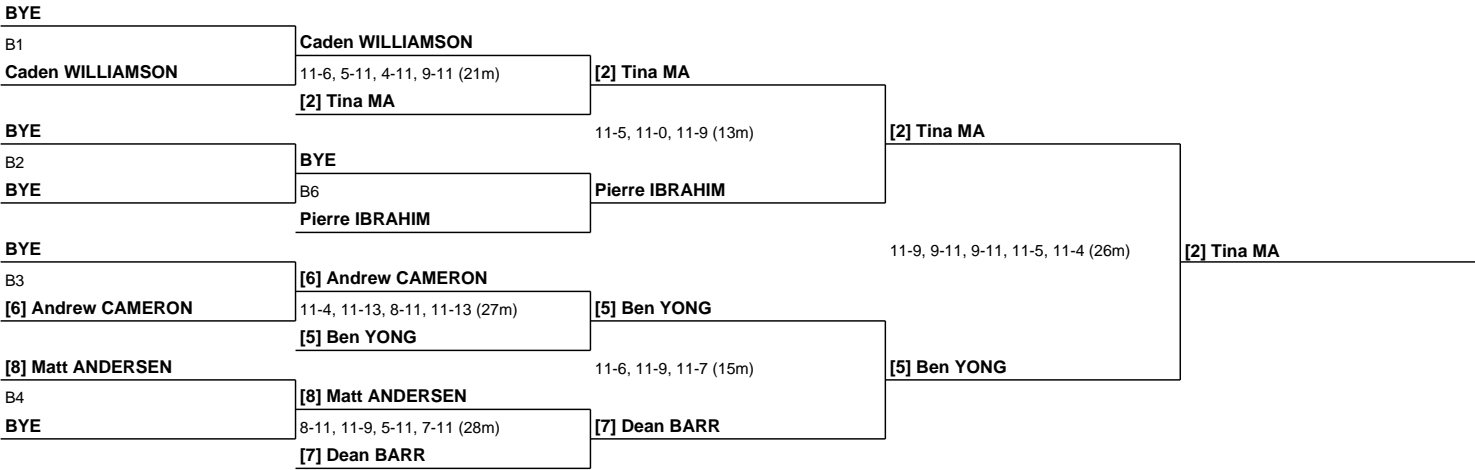 BYE
B1
Caden WILLIAMSON
BYE
B2
BYE
BYE
B3
[6] Andrew CAMERON
[8] Matt ANDERSEN
B4
BYE
Caden WILLIAMSON
11-6, 5-11, 4-11, 9-11 (21m)
[2] Tina MA
BYE
B6
Pierre IBRAHIM
[6] Andrew CAMERON
11-4, 11-13, 8-11, 11-13 (27m)
[5] Ben YONG
[8] Matt ANDERSEN
8-11, 11-9, 5-11, 7-11 (28m)
[7] Dean BARR
[2] Tina MA
11-5, 11-0, 11-9 (13m)
Pierre IBRAHIM
[5] Ben YONG
11-6, 11-9, 11-7 (15m)
[7] Dean BARR
[2] Tina MA
11-9, 9-11, 9-11, 11-5, 11-4 (26m)
[5] Ben YONG
[2] Tina MA